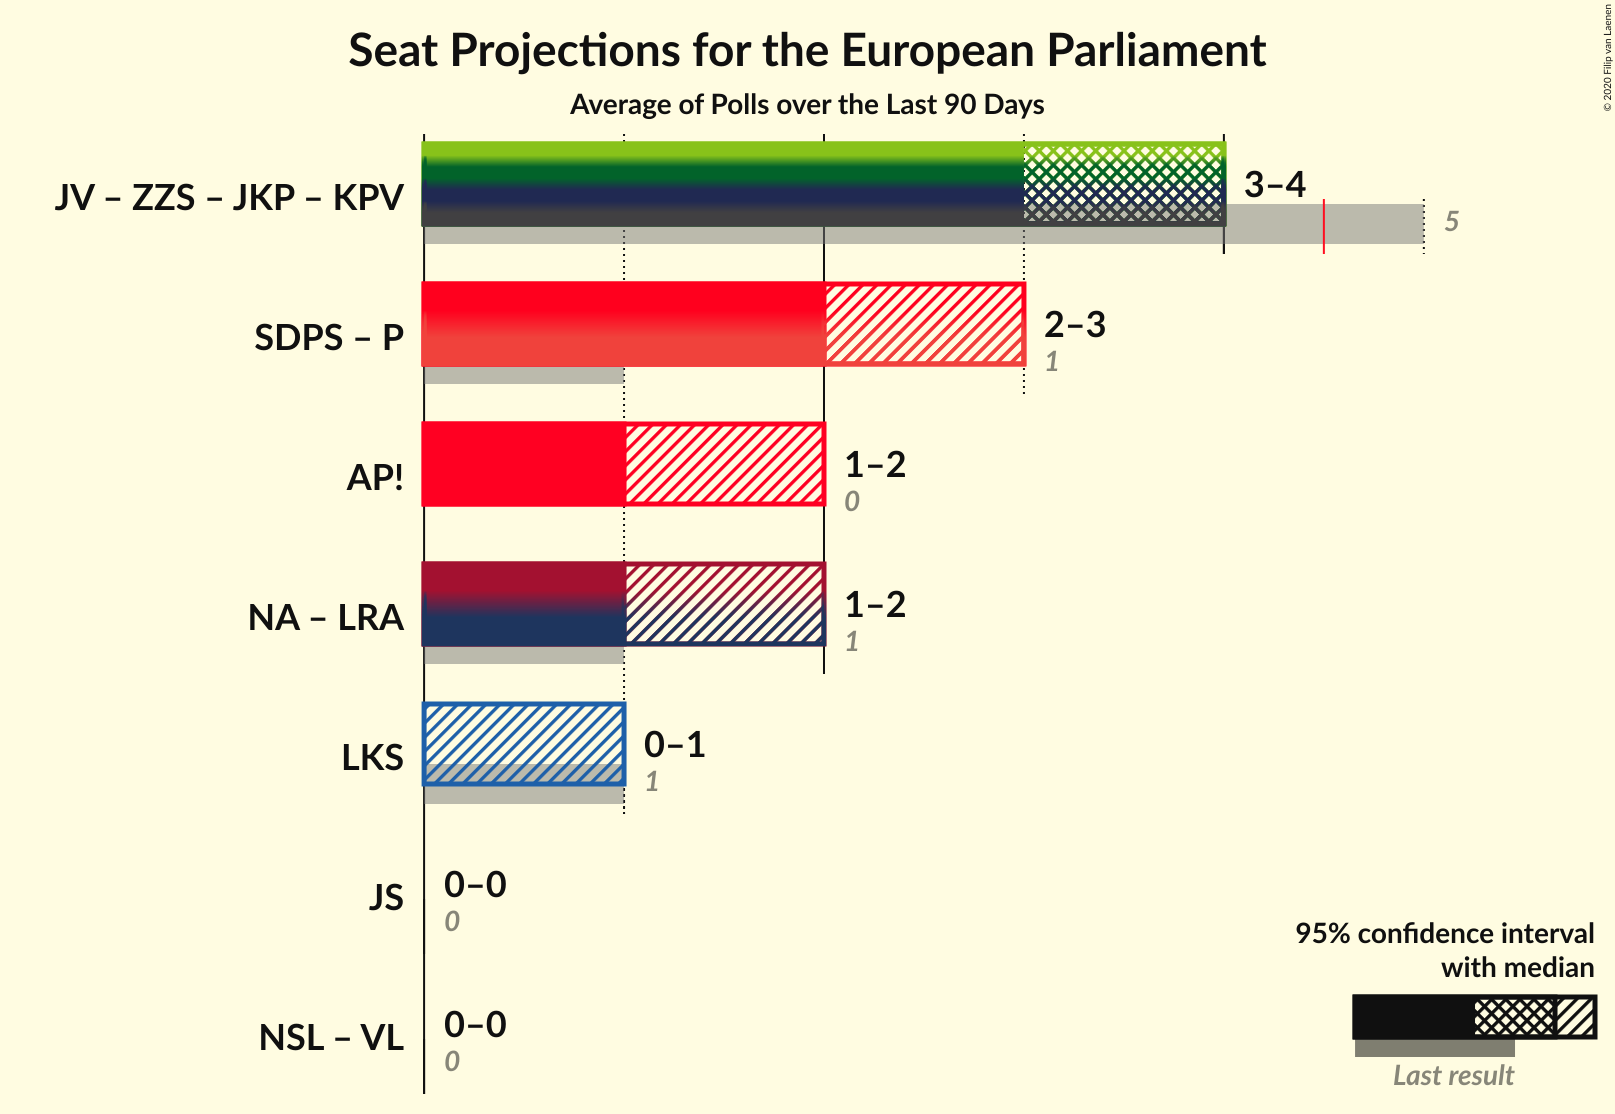 Seat Projections for the European Parliament
Average of Polls over the Last 90 Days
© 2020 Filip van Laenen
JV – ZZS – JKP – KPV
3–4
5
SDPS – P
2–3
1
AP!
1–2
0
NA – LRA
1–2
1
LKS
0–1
1
JS
0–0
0
NSL – VL
0–0
0
95% confidence interval
with median
Last result